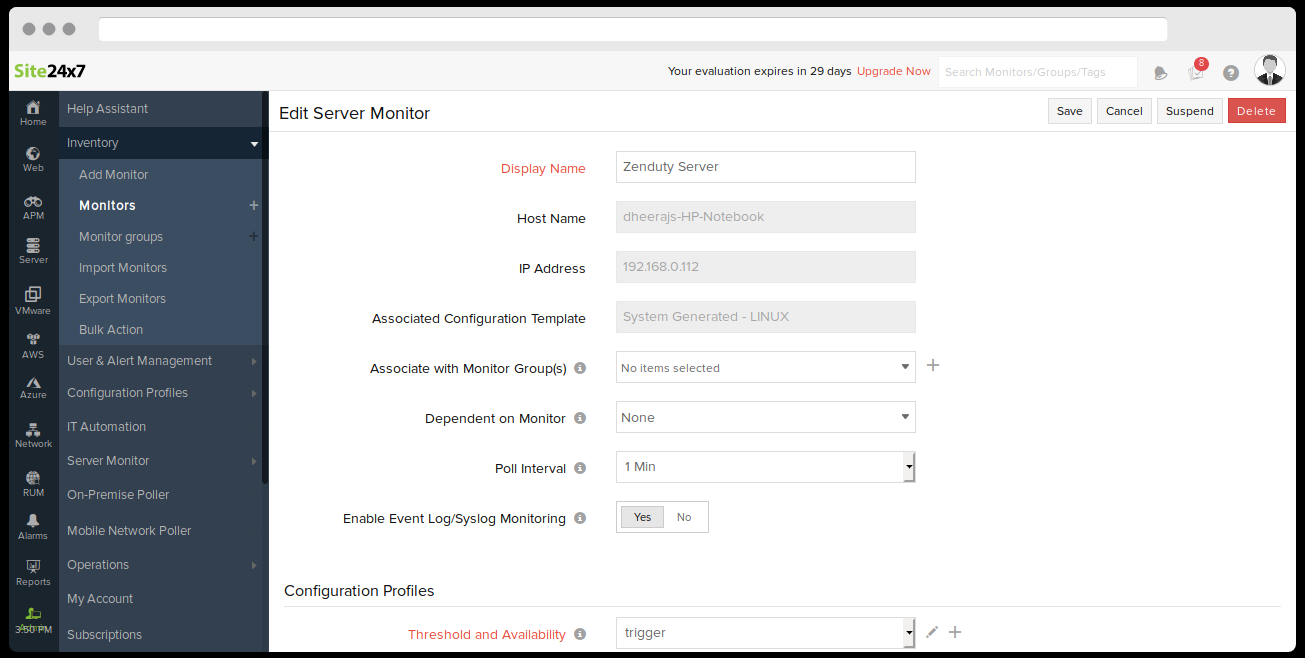 Site24x7
Your evaluation expires in 29 days Upgrade Now
Search Monitors/Groups/Tags
8
Home
Web
APM
Server
VMware
AWS
Azure
Network
RUM
Alarms
Reports
Admin
3:50 PM
Help Assistant
Inventory
Add Monitor
Monitors
Monitor groups
Import Monitors
Export Monitors
Bulk Action
User & Alert Management
Configuration Profiles
IT Automation
Server Monitor
On-Premise Poller
Mobile Network Poller
Operations
My Account
Subscriptions
Edit Server Monitor
Save Cancel Suspend Delete
Display Name Zenduty Server
Host Name dheerajs-HP-Notebook
IP Address 192.168.0.112
Associated Configuration Template System Generated - LINUX
Associate with Monitor Group(s) No items selected
Dependent on Monitor None
Poll Interval 1 Min
Enable Event Log/Syslog Monitoring Yes No
Configuration Profiles
Threshold and Availability trigger